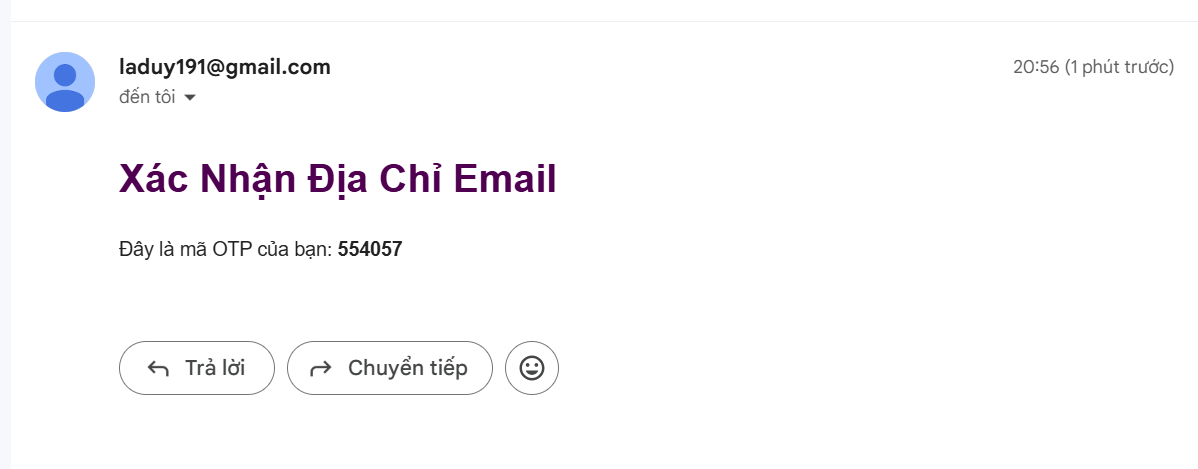 laduy191@gmail.com
20:56 (1 phút trước)
đến tôi
Xác Nhận Địa Chỉ Email
Đây là mã OTP của bạn: 554057
Trả lời
Chuyển tiếp